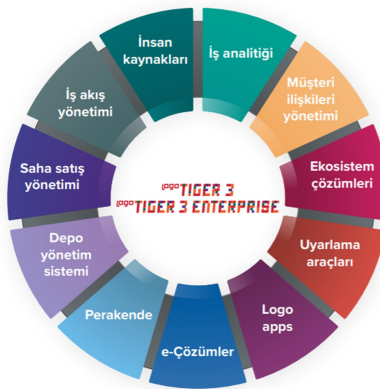 İnsan
kaynakları
İş analitiği
Müşteri
ilişkileri
yönetimi
Ekosistem
çözümleri
Uyarlama
araçları
Logo
apps
e-Çözümler
Perakende
Depo
yönetim
sistemi
Saha satış
yönetimi
İş akış
yönetimi
Logo TIGER 3
Logo TIGER 3 ENTERPRISE